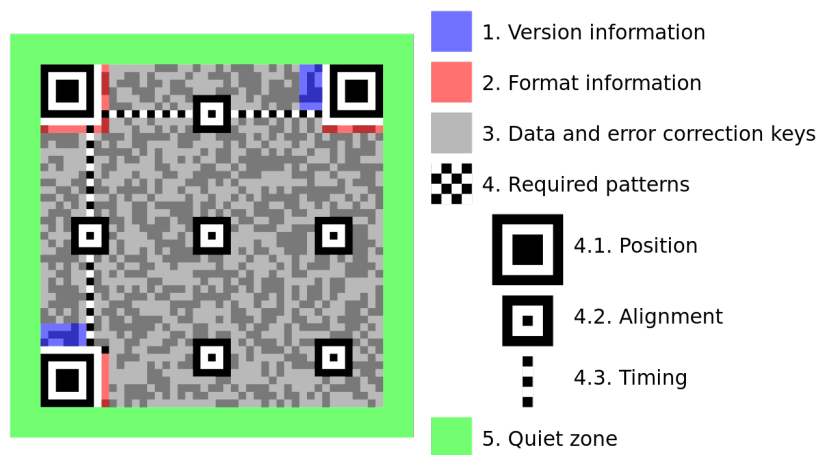 1. Version information
2. Format information
3. Data and error correction keys
4. Required patterns
4.1. Position
4.2. Alignment
4.3. Timing
5. Quiet zone